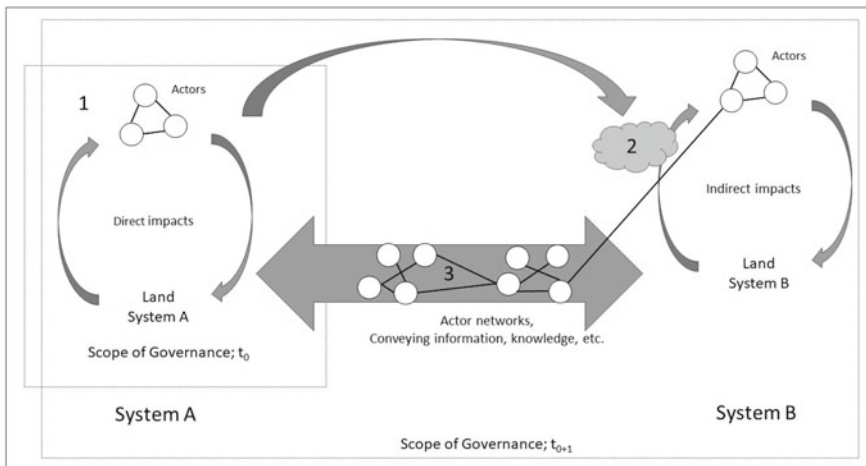 1
Actors
Direct impacts
Land
System A
Scope of Governance; t₀
System A
2
Actors
Indirect impacts
Land
System B
3
Actor networks,
Conveying information, knowledge, etc.
System B
Scope of Governance; t₀₊₁